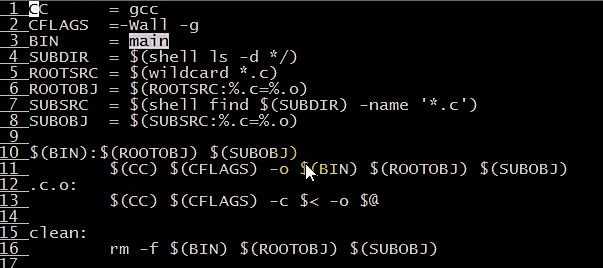 1 CC      = gcc
2 CFLAGS  =-Wall -g
3 BIN     = main
4 SUBDIR  = $(shell ls -d */)
5 ROOTSRC = $(wildcard *.c)
6 ROOTOBJ = $(ROOTSRC:%.c=%.o)
7 SUBSRC  = $(shell find $(SUBDIR) -name '*.c')
8 SUBOBJ  = $(SUBSRC:%.c=%.o)
9
10 $(BIN):$(ROOTOBJ) $(SUBOBJ)
11         $(CC) $(CFLAGS) -o $(BIN) $(ROOTOBJ) $(SUBOBJ)
12 .c.o:
13         $(CC) $(CFLAGS) -c $< -o $@
14
15 clean:
16         rm -f $(BIN) $(ROOTOBJ) $(SUBOBJ)
17